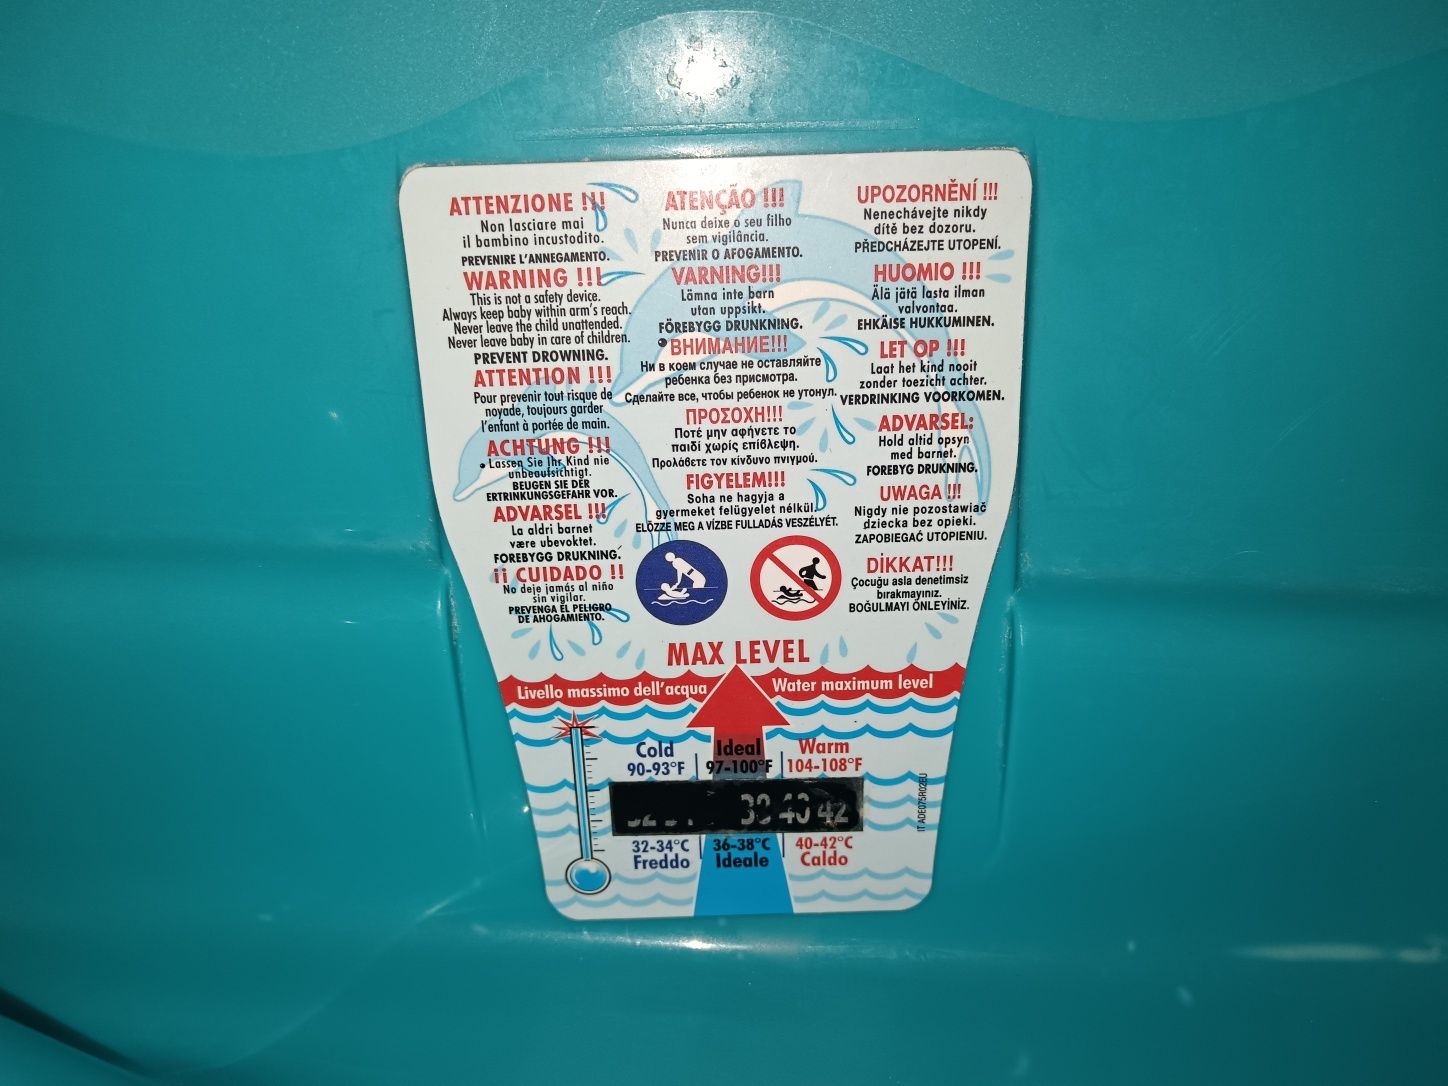 ATTENZIONE !!!
Non lasciare mai
il bambino incustodito.
PREVENIRE L'ANNEGAMENTO.
WARNING !!!
This is not a safety device.
Always keep baby within arm's reach.
Never leave the child unattended.
Never leave baby in care of children.
PREVENT DROWNING.
ATTENTION !!!
Pour prevenir tout risque de
noyade, toujours garder
l'enfant à portée de main.
ACHTUNG !!!
Lassen Sie Ihr Kind nie
unbeaufsichtigt.
BEUGEN SIE DER
ERTRINKUNGSGEFAHR VOR.
ADVARSEL !!!
La aldri barnet
være ubevoktet.
FOREBYGG DRUKNING.
¡¡ CUIDADO !!
No deje jamás al niño
sin vigilar.
PREVENGA EL PELIGRO
DE AHOGAMIENTO.
ATENÇÃO !!!
Nunca deixe o seu filho
sem vigilância.
PREVENIR O AFOGAMENTO.
VARNING!!!
Lämna inte barn
utan uppsikt.
FÖREBYGG DRUNKNING.
ВНИМАНИЕ!!!
Ни в коем случае не оставляйте
ребенка без присмотра.
Сделайте все, чтобы ребенок не утонул.
ΠΡΟΣΟΧΗ!!!
Ποτέ μην αφήνετε το
παιδί χωρίς επίβλεψη.
Προλάβετε τον κίνδυνο πνιγμού.
FIGYELEM!!!
Soha ne hagyja a
gyermeket felügyelet nélkül.
ELŐZZE MEG A VÍZBE FULLADÁS VESZÉLYÉT.
UPOZORNĚNÍ !!!
Nenechávejte nikdy
dítě bez dozoru.
PŘEDCHÁZEJTE UTOPENÍ.
HUOMIO !!!
Älä jätä lasta ilman
valvontaa.
EHKÄISE HUKKUMINEN.
LET OP !!!
Laat het kind nooit
zonder toezicht achter.
VERDRINKING VOORKOMEN.
ADVARSEL:
Hold altid opsyn
med barnet.
FOREBYG DRUKNING.
UWAGA !!!
Nigdy nie pozostawiać
dziecka bez opieki.
ZAPOBIEGAĆ UTOPIENIU.
DİKKAT!!!
Çocuğu asla denetimsiz
bırakmayınız.
BOĞULMAYI ÖNLEYİNİZ.
MAX LEVEL
Livello massimo dell'acqua Water maximum level
Cold Ideal Warm
90-93°F 97-100°F 104-108°F
40 42
32-34°C 36-38°C 40-42°C
Freddo Ideale Caldo
IT ADE075R02EU